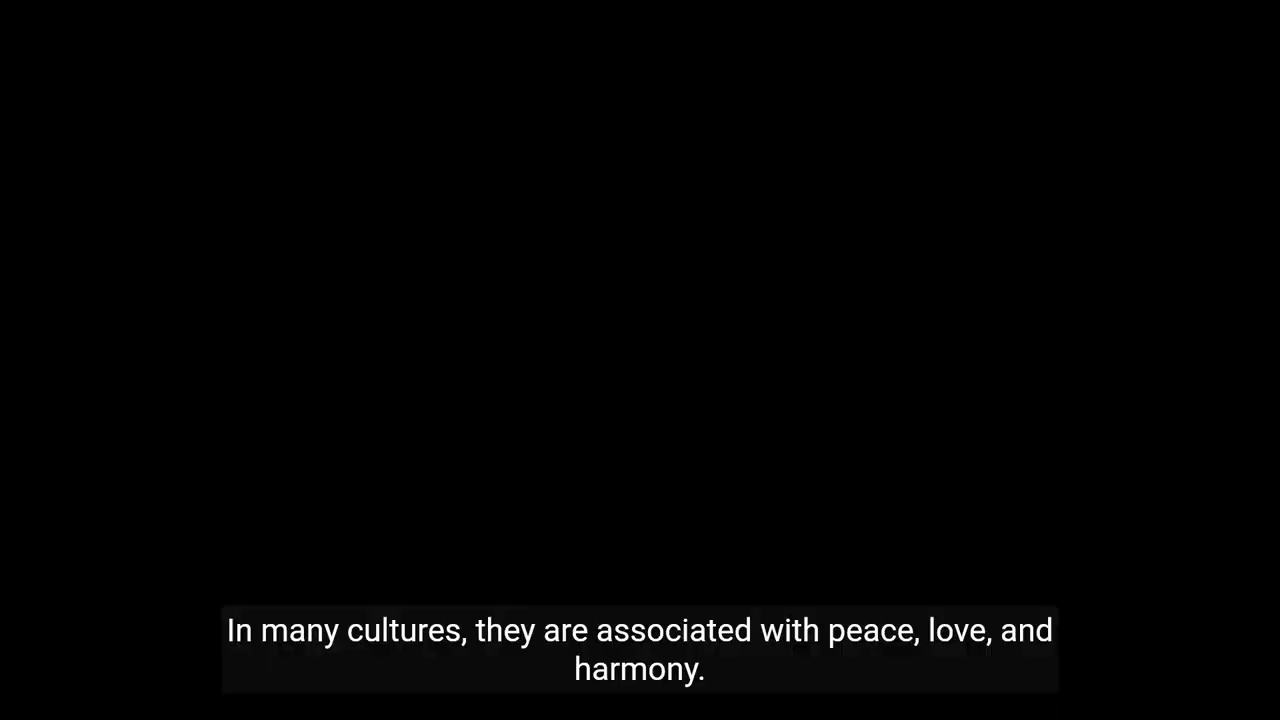 In many cultures, they are associated with peace, love, and
harmony.